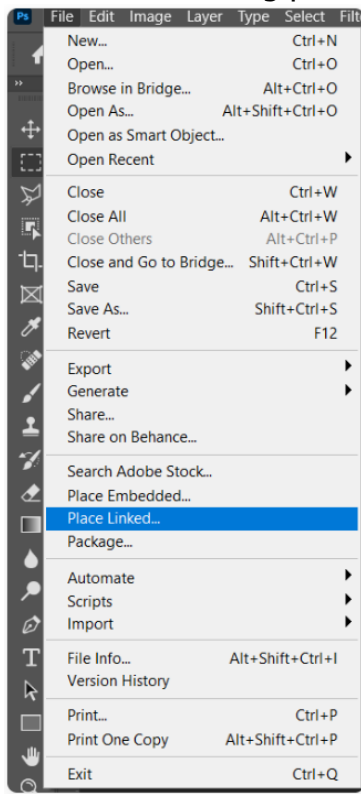 Ps File Edit Image Layer Type Select
New... Ctrl+N
Open... Ctrl+O
Browse in Bridge... Alt+Ctrl+O
Open As... Alt+Shift+Ctrl+O
Open as Smart Object...
Open Recent
Close Ctrl+W
Close All Alt+Ctrl+W
Close Others Alt+Ctrl+P
Close and Go to Bridge... Shift+Ctrl+W
Save Ctrl+S
Save As... Shift+Ctrl+S
Revert F12
Export
Generate
Share...
Share on Behance...
Search Adobe Stock...
Place Embedded...
Place Linked...
Package...
Automate
Scripts
Import
File Info... Alt+Shift+Ctrl+I
Version History
Print... Ctrl+P
Print One Copy Alt+Shift+Ctrl+P
Exit Ctrl+Q